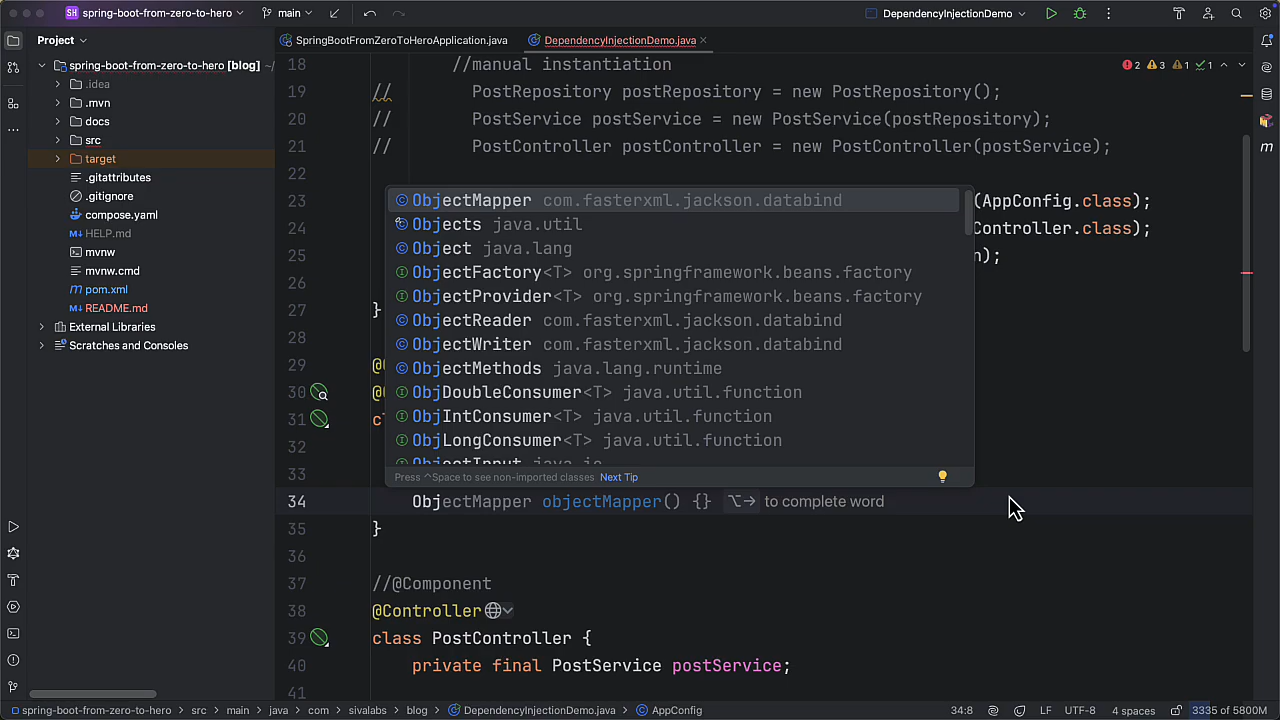 SH spring-boot-from-zero-to-hero main DependencyInjectionDemo
Project
SpringBootFromZeroToHeroApplication.java DependencyInjectionDemo.java
spring-boot-from-zero-to-hero [blog] ~/
.idea
.mvn
docs
src
target
.gitattributes
.gitignore
compose.yaml
HELP.md
mvnw
mvnw.cmd
pom.xml
README.md
External Libraries
Scratches and Consoles
2 3 1 1
18 //manual instantiation
19 // PostRepository postRepository = new PostRepository();
20 // PostService postService = new PostService(postRepository);
21 // PostController postController = new PostController(postService);
22
23 (AppConfig.class);
24 Controller.class);
25 n);
26
27 }
28
29 @
30 @
31 c
32
33
34 ObjectMapper objectMapper() {} ⌥→ to complete word
35 }
36
37 //@Component
38 @Controller
39 class PostController {
40 private final PostService postService;
41
ObjectMapper com.fasterxml.jackson.databind
Objects java.util
Object java.lang
ObjectFactory<T> org.springframework.beans.factory
ObjectProvider<T> org.springframework.beans.factory
ObjectReader com.fasterxml.jackson.databind
ObjectWriter com.fasterxml.jackson.databind
ObjectMethods java.lang.runtime
ObjDoubleConsumer<T> java.util.function
ObjIntConsumer<T> java.util.function
ObjLongConsumer<T> java.util.function
ObjectInput java.io
Press ^Space to see non-imported classes Next Tip
spring-boot-from-zero-to-hero > src > main > java > com > sivalabs > blog > DependencyInjectionDemo.java > AppConfig
34:8 LF UTF-8 4 spaces 3335 of 5800M